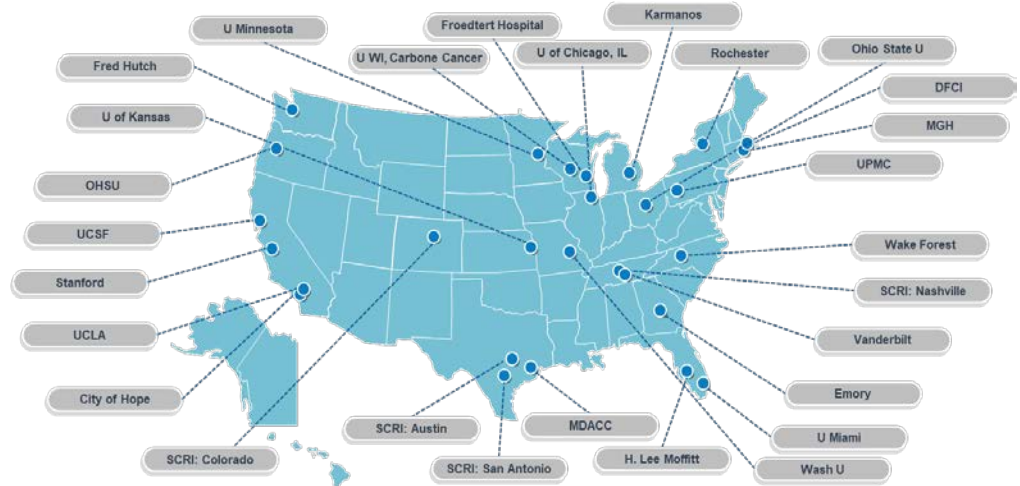 Karmanos
Froedtert Hospital
U Minnesota
U WI, Carbone Cancer
U of Chicago, IL
Rochester
Ohio State U
Fred Hutch
DFCI
U of Kansas
MGH
UPMC
OHSU
UCSF
Wake Forest
Stanford
SCRI: Nashville
UCLA
Vanderbilt
City of Hope
Emory
SCRI: Austin
MDACC
U Miami
SCRI: Colorado
SCRI: San Antonio
H. Lee Moffitt
Wash U